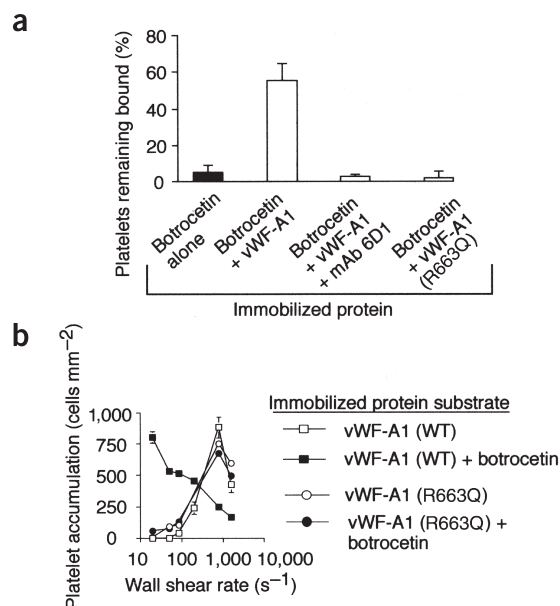 a
Platelets remaining bound (%)
80
60
40
20
0
Botrocetin
alone
Botrocetin
+ vWF-A1
Botrocetin
+ vWF-A1
+ mAb 6D1
Botrocetin
+ vWF-A1
(R663Q)
Immobilized protein
b
Platelet accumulation (cells mm−2)
1,000
750
500
250
0
10 100 1,000 10,000
Wall shear rate (s−1)
Immobilized protein substrate
vWF-A1 (WT)
vWF-A1 (WT) + botrocetin
vWF-A1 (R663Q)
vWF-A1 (R663Q) +
botrocetin